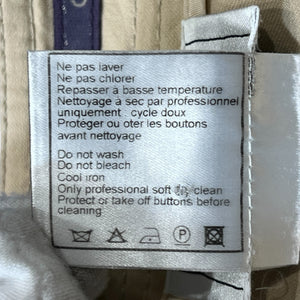 Ne pas laver
Ne pas chlorer
Repasser a basse temperature
Nettoyage a sec par professionnel
uniquement cycle doux
Proteger ou oter les boutons
avant nettoyage
Do not wash
Do not bleach
Cool iron
Only professional soft dry clean
Protect or take off buttons before
cleaning
P